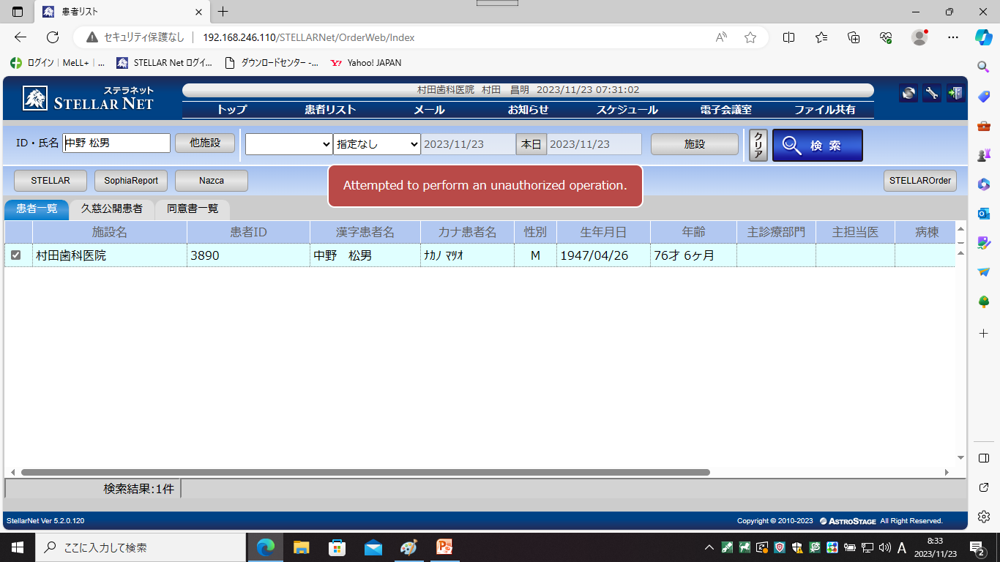 患者リスト
セキュリティ保護なし 192.168.246.110/STELLARNet/OrderWeb/Index
ログイン | MeLL+ | ... STELLAR Net ログイ... ダウンロードセンター -... Yahoo! JAPAN
ステラネット
STELLAR NET
村田歯科医院 村田 昌明 2023/11/23 07:31:02
トップ 患者リスト メール お知らせ スケジュール 電子会議室 ファイル共有
ID・氏名 中野 松男 他施設 指定なし 2023/11/23 本日 2023/11/23 施設 クリア 検 索
STELLAR SophiaReport Nazca STELLAROrder
Attempted to perform an unauthorized operation.
患者一覧 久慈公開患者 同意書一覧
施設名 患者ID 漢字患者名 カナ患者名 性別 生年月日 年齢 主診療部門 主担当医 病棟
村田歯科医院 3890 中野 松男 ﾅｶﾉ ﾏﾂｵ M 1947/04/26 76才 6ヶ月
検索結果:1件
StellarNet Ver 5.2.0.120 Copyright © 2010-2023 ASTROSTAGE All Right Reserved.
ここに入力して検索 A 8:33
2023/11/23 2